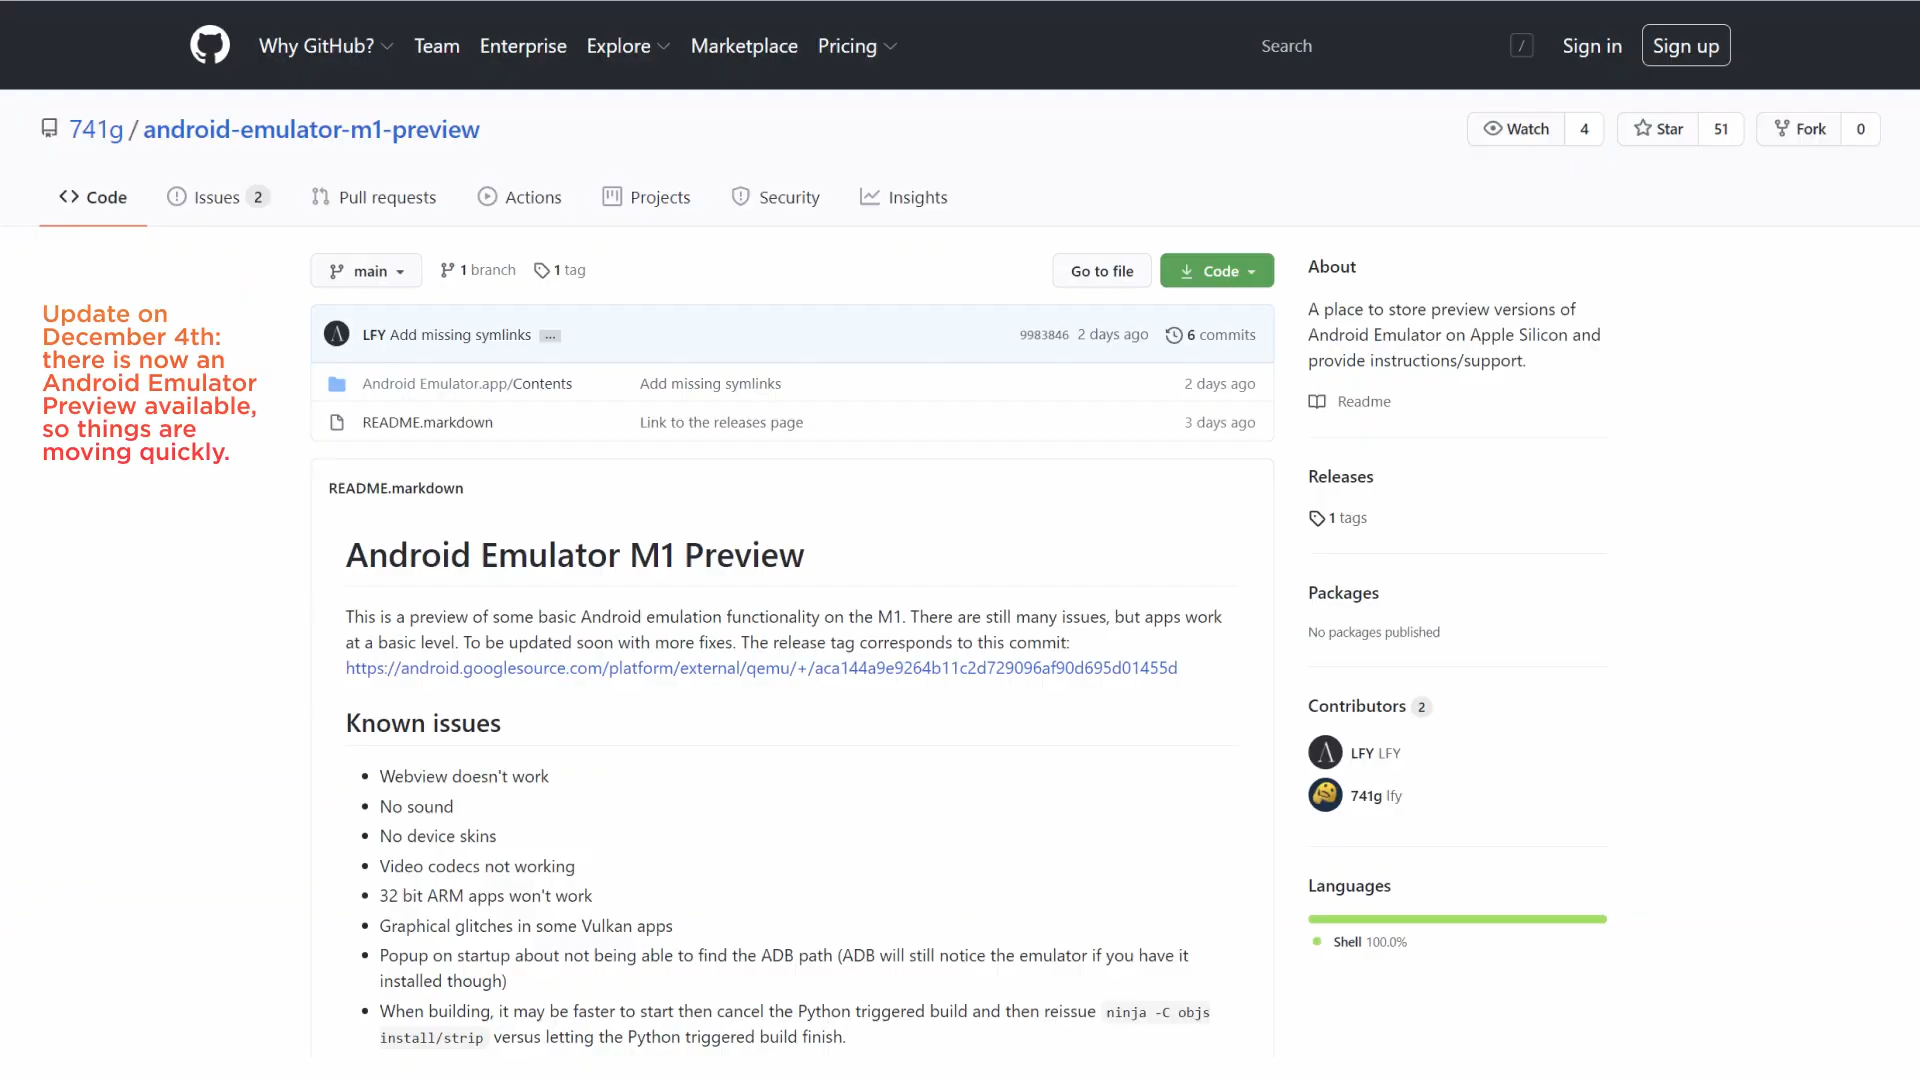 Why GitHub? Team Enterprise Explore Marketplace Pricing Search / Sign in Sign up
741g / android-emulator-m1-preview
Watch 4 Star 51 Fork 0
Code Issues 2 Pull requests Actions Projects Security Insights
Update on
December 4th:
there is now an
Android Emulator
Preview available,
so things are
moving quickly.
main 1 branch 1 tag Go to file Code
LFY Add missing symlinks ... 9983846 2 days ago 6 commits
Android Emulator.app/Contents Add missing symlinks 2 days ago
README.markdown Link to the releases page 3 days ago
README.markdown
Android Emulator M1 Preview
This is a preview of some basic Android emulation functionality on the M1. There are still many issues, but apps work
at a basic level. To be updated soon with more fixes. The release tag corresponds to this commit:
https://android.googlesource.com/platform/external/qemu/+/aca144a9e9264b11c2d729096af90d695d01455d
Known issues
• Webview doesn't work
• No sound
• No device skins
• Video codecs not working
• 32 bit ARM apps won't work
• Graphical glitches in some Vulkan apps
• Popup on startup about not being able to find the ADB path (ADB will still notice the emulator if you have it
installed though)
• When building, it may be faster to start then cancel the Python triggered build and then reissue ninja -C objs
install/strip versus letting the Python triggered build finish.
About
A place to store preview versions of
Android Emulator on Apple Silicon and
provide instructions/support.
Readme
Releases
1 tags
Packages
No packages published
Contributors 2
LFY LFY
741g lfy
Languages
Shell 100.0%